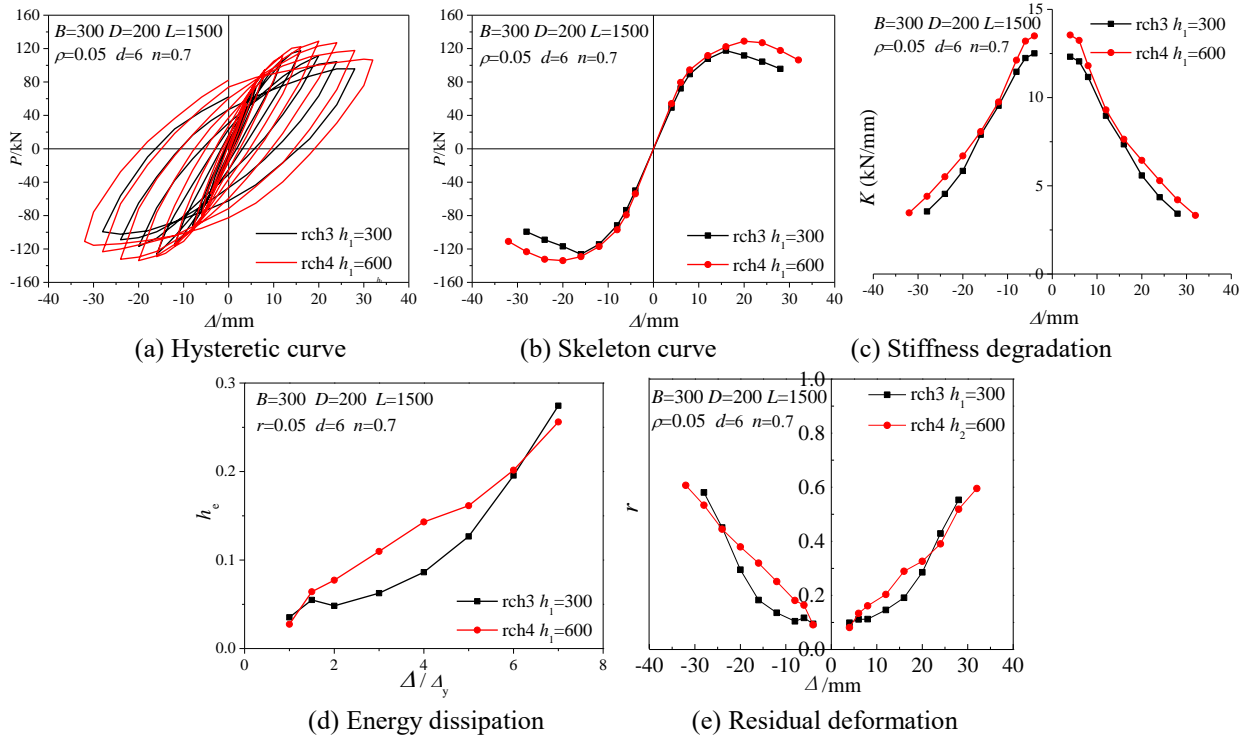 B=300 D=200 L=1500
ρ=0.05 d=6 n=0.7
160
120
80
40
0
-40
-80
-120
-160
P/kN
rch3 h₁=300
rch4 h₁=600
-40 -30 -20 -10 0 10 20 30 40
Δ/mm
(a) Hysteretic curve
B=300 D=200 L=1500
ρ=0.05 d=6 n=0.7
160
120
80
40
0
-40
-80
-120
-160
P/kN
rch3 h₁=300
rch4 h₁=600
-40 -30 -20 -10 0 10 20 30 40
Δ/mm
(b) Skeleton curve
B=300 D=200 L=1500
ρ=0.05 d=6 n=0.7
15
10
5
0
K (kN/mm)
rch3 h₁=300
rch4 h₁=600
-40 -30 -20 -10 0 10 20 30 40
Δ/mm
(c) Stiffness degradation
B=300 D=200 L=1500
r=0.05 d=6 n=0.7
0.3
0.2
0.1
0.0
hₑ
rch3 h₁=300
rch4 h₁=600
0 2 4 6 8
Δ/Δy
(d) Energy dissipation
B=300 D=200 L=1500
ρ=0.05 d=6 n=0.7
1.0
0.8
0.6
0.4
0.2
0.0
r
rch3 h₁=300
rch4 h₂=600
-40 -30 -20 -10 0 10 20 30 40
Δ/mm
(e) Residual deformation